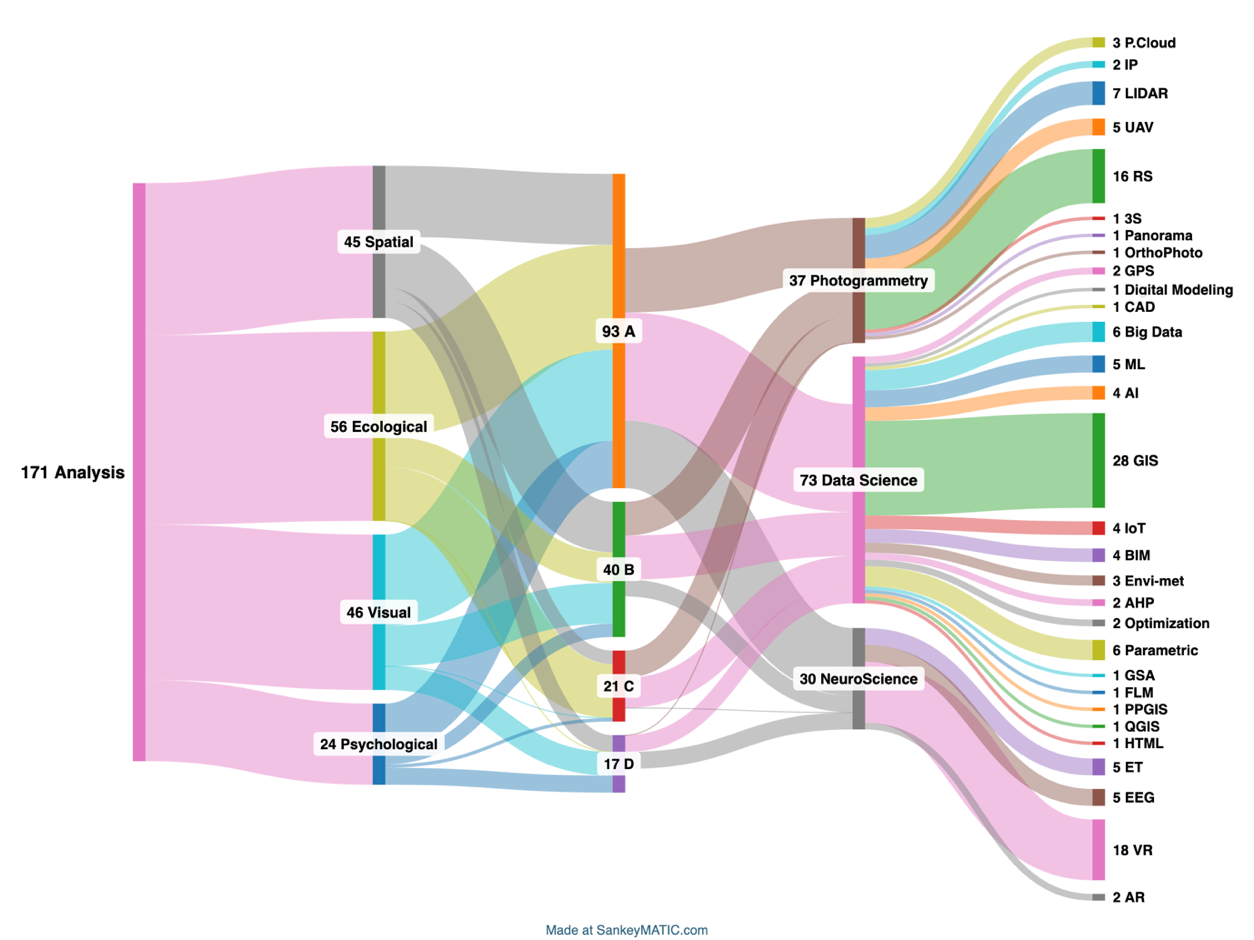 171 Analysis
45 Spatial
56 Ecological
46 Visual
24 Psychological
93 A
40 B
21 C
17 D
37 Photogrammetry
73 Data Science
30 NeuroScience
3 P.Cloud
2 IP
7 LIDAR
5 UAV
16 RS
1 3S
1 Panorama
1 OrthoPhoto
2 GPS
1 Digital Modeling
1 CAD
6 Big Data
5 ML
4 AI
28 GIS
4 IoT
4 BIM
3 Envi-met
2 AHP
2 Optimization
6 Parametric
1 GSA
1 FLM
1 PPGIS
1 QGIS
1 HTML
5 ET
5 EEG
18 VR
2 AR
Made at SankeyMATIC.com